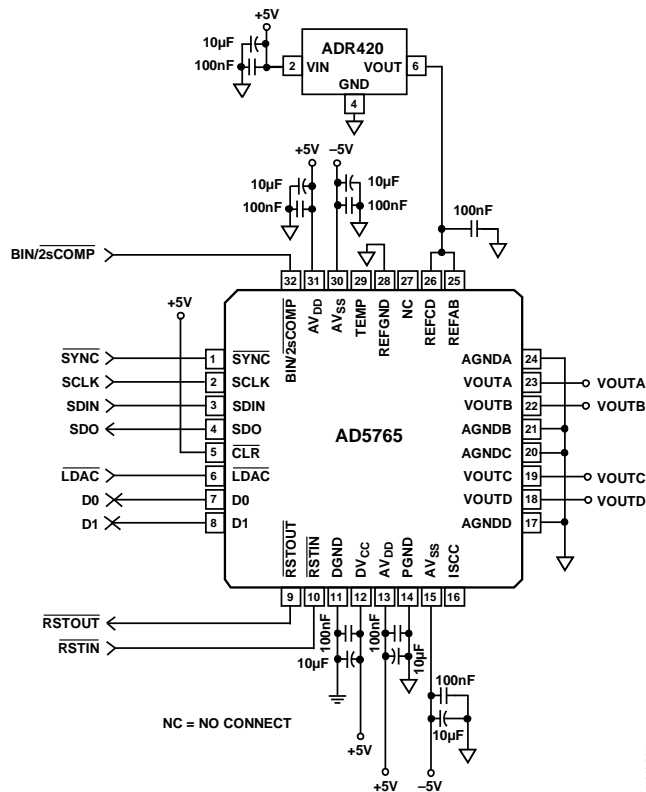 +5V
10µF
100nF
ADR420
2 VIN VOUT 6
GND
4
+5V –5V
10µF 10µF
100nF 100nF
100nF
BIN/2sCOMP
32 31 30 29 28 27 26 25
BIN/2sCOMP
AVDD
AVSS
TEMP
REFGND
NC
REFCD
REFAB
+5V
SYNC 1 SYNC
SCLK 2 SCLK
SDIN 3 SDIN
SDO 4 SDO
5 CLR
LDAC 6 LDAC
D0 7 D0
D1 8 D1
AD5765
AGNDA 24
VOUTA 23 VOUTA
VOUTB 22 VOUTB
AGNDB 21
AGNDC 20
VOUTC 19 VOUTC
VOUTD 18 VOUTD
AGNDD 17
RSTOUT
RSTIN
DGND
DVCC
AVDD
PGND
AVSS
ISCC
9 10 11 12 13 14 15 16
RSTOUT
RSTIN
100nF
10µF
100nF
10µF
100nF
10µF
NC = NO CONNECT
+5V
+5V –5V